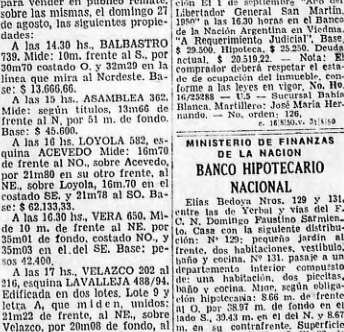 para vender en público remate,
sobre las mismas, el domingo 27
de agosto, las siguientes propie-
dades:
A las 14.30 hs., BALBASTRO
739. Mide: 10m. frente al S., por
30m70 costado O. y 32m29 en la
línea que mira al Nordeste. Ba-
se: $ 13.666,66.
A las 15 hs., ASAMBLEA 362.
Mide: según títulos, 13m66 de
frente al N, por 51 m. de fondo.
Base: $ 45.600.
A las 16 hs. LOYOLA 582, es-
quina ACEVEDO Mide: 16m70
de frente al NO., sobre Acevedo,
por 21m80 en su otro frente, al
NE., sobre Loyola, 16m.70 en el
costado SE. y 21m78 al SO. Ba-
se: $ 62.133,33.
A las 16.30 hs., VERA 650. Mi-
de 10 m. de frente al NE. por
35m01 de fondo, costado NO., y
35m03 en el del SE. Base: pe-
sos 42.400.
A las 17 hs., VELAZCO 202 al
216, esquina LAVALLEJA 488/94.
Edificada en dos lotes. Lote 9 y
letra A, que miden, unidos:
21m22 de frente al NE., sobre
Velazco, por 20m08 de fondo, al
ción El 1 de septiembre "Año del
Libertador General San Martín,
1950" a las 16.30 horas en el Banco
de la Nación Argentina en Viedma.
"A Requerimiento Judicial". Base,
$ 29.500. Hipoteca, $ 25.250. Deuda
actual, $ 20.519.22. — Nota: El
comprador deberá respetar el esta-
do de ocupación del inmueble, con-
forme a las leyes en vigor, No. Ho.
16/25288 — U.5 — Sucursal Bahía
Blanca. Martillero: José María Her-
nando. — No. orden: 126.
MINISTERIO DE FINANZAS
DE LA NACION
BANCO HIPOTECARIO
NACIONAL
Elías Bedoya Nros. 129 y 131,
entre las de Yerbal y vías del F.
C. N. Domingo Faustino Sarmien-
to. Casa con la siguiente distribu-
ción: Nº 129: pequeño jardín al
frente, dos habitaciones, vestíbulo,
baño y cocina. Nº 131. pasaje a un
departamento interior compuesto
de: una habitación, dos piecitas,
baño y cocina. Mine, según obliga-
ción hipotecaria: 8.66 m. de frente
al O. por 38.97 m. de fondo en el
lado S., 39.43 m. en el del N. y 8.67
m. en su contrafrente. Superficie